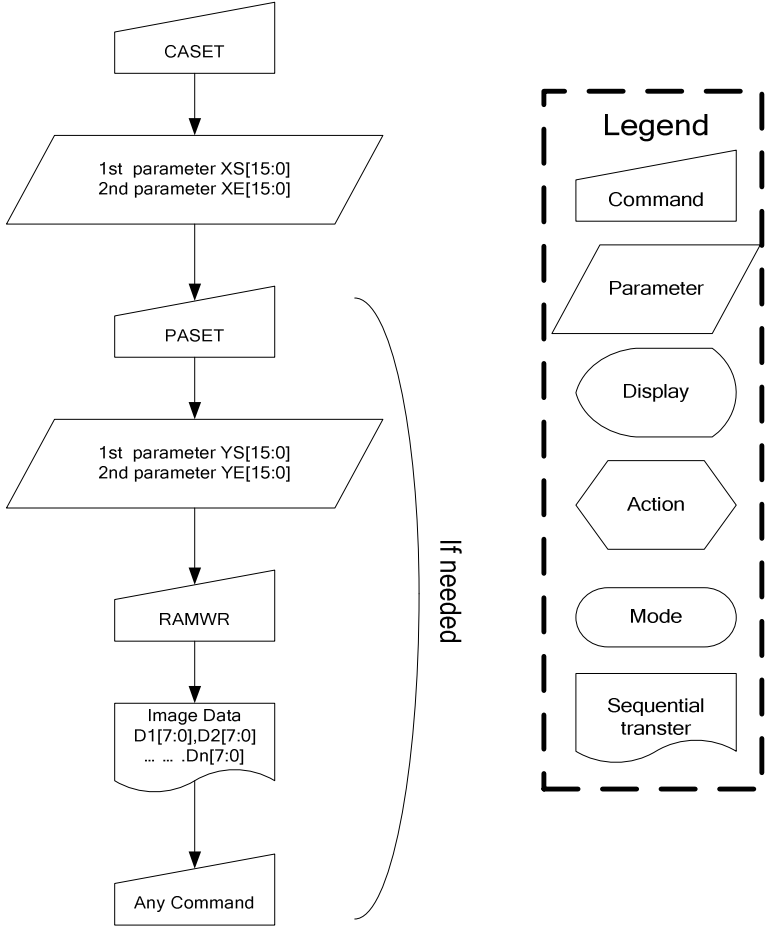 CASET
1st  parameter XS[15:0]
2nd parameter XE[15:0]
PASET
1st  parameter YS[15:0]
2nd parameter YE[15:0]
RAMWR
Image Data
D1[7:0],D2[7:0]
... ... .Dn[7:0]
Any Command
If needed
Legend
Command
Parameter
Display
Action
Mode
Sequential
transter